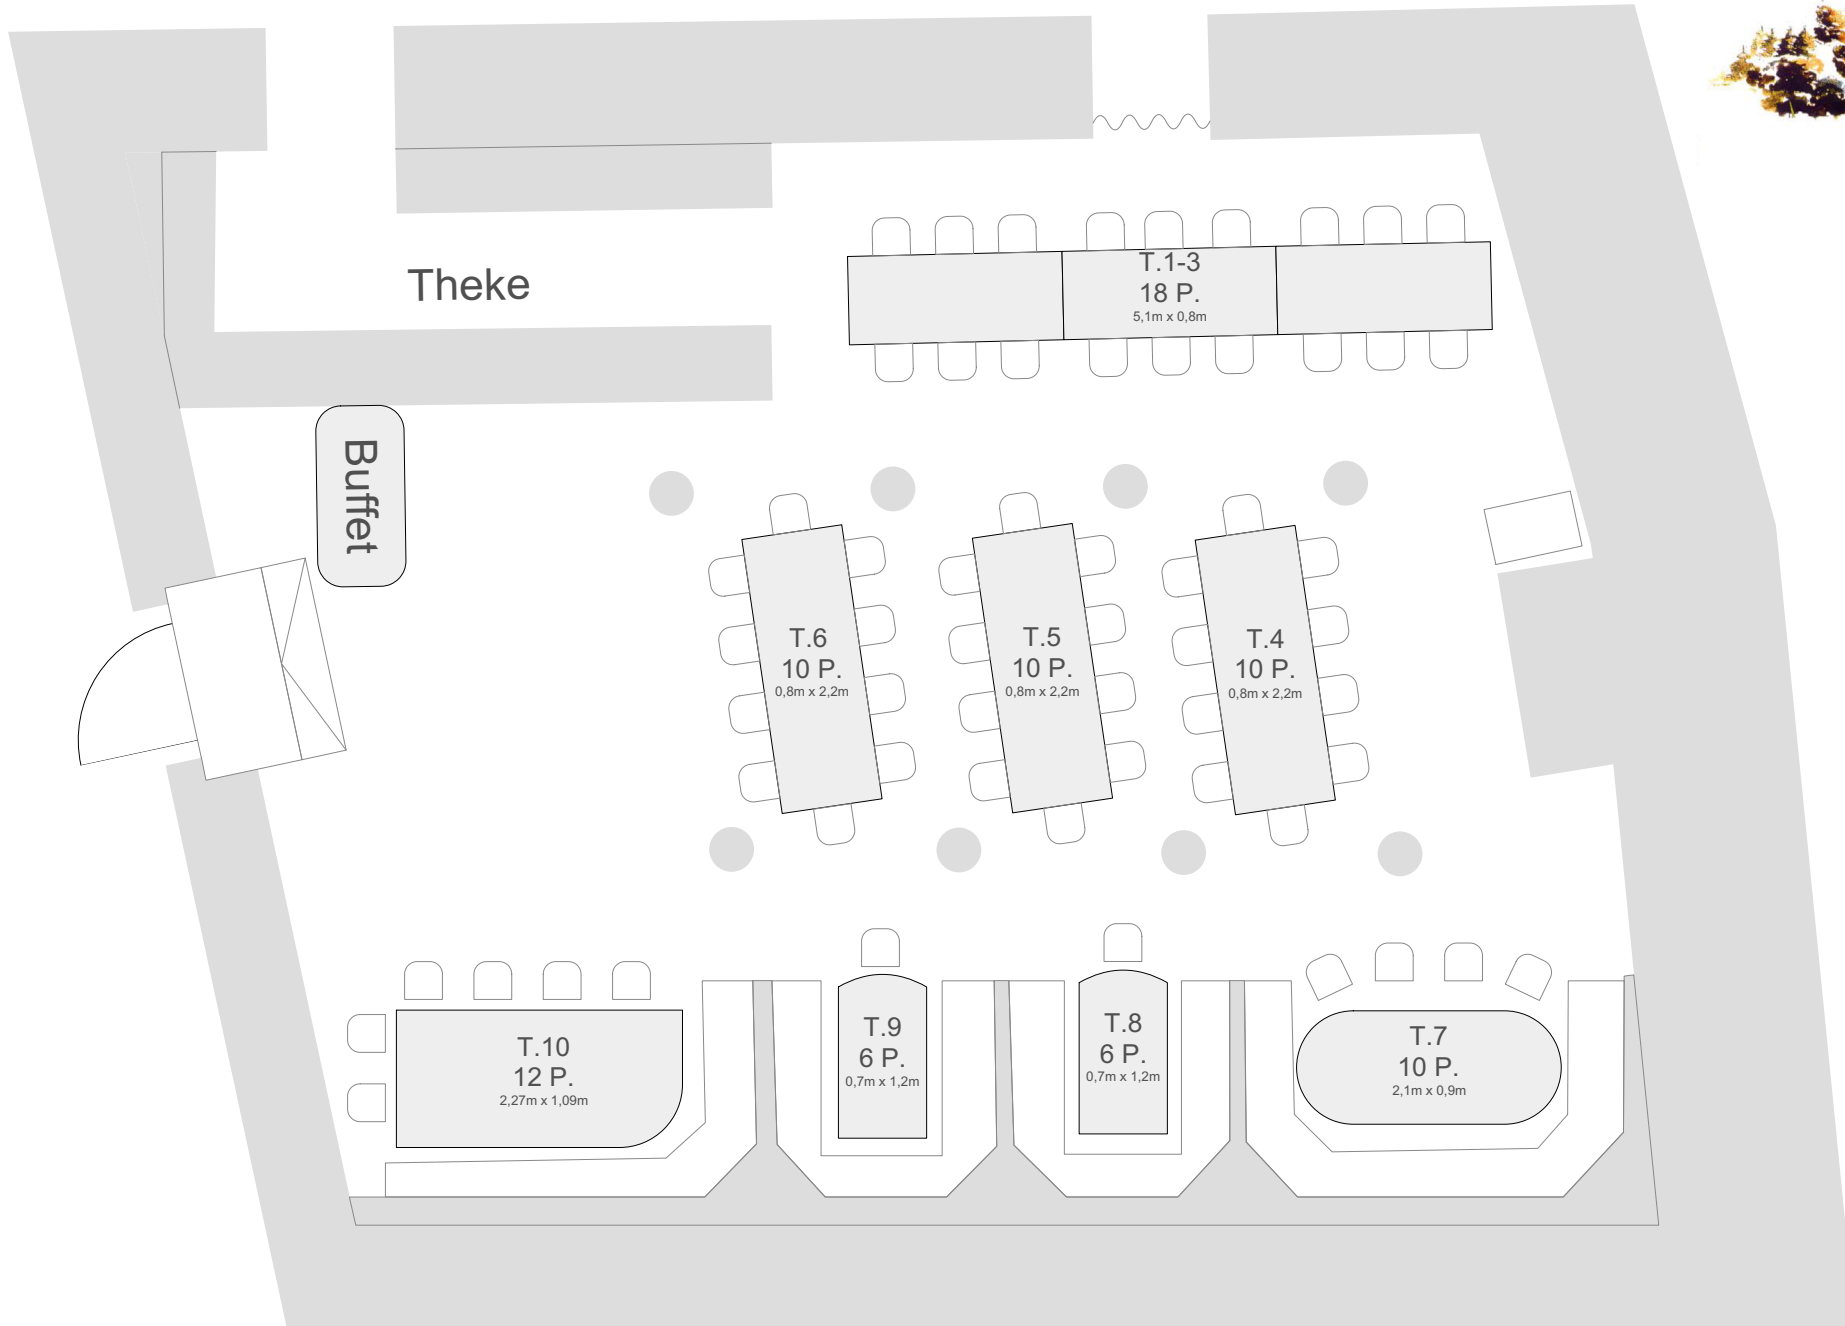 T.1-3
18 P.
5,1m x 0,8m
Theke
Buffet
T.6
10 P.
0,8m x 2,2m
T.5
10 P.
0,8m x 2,2m
T.4
10 P.
0,8m x 2,2m
T.10
12 P.
2,27m x 1,09m
T.9
6 P.
0,7m x 1,2m
T.8
6 P.
0,7m x 1,2m
T.7
10 P.
2,1m x 0,9m